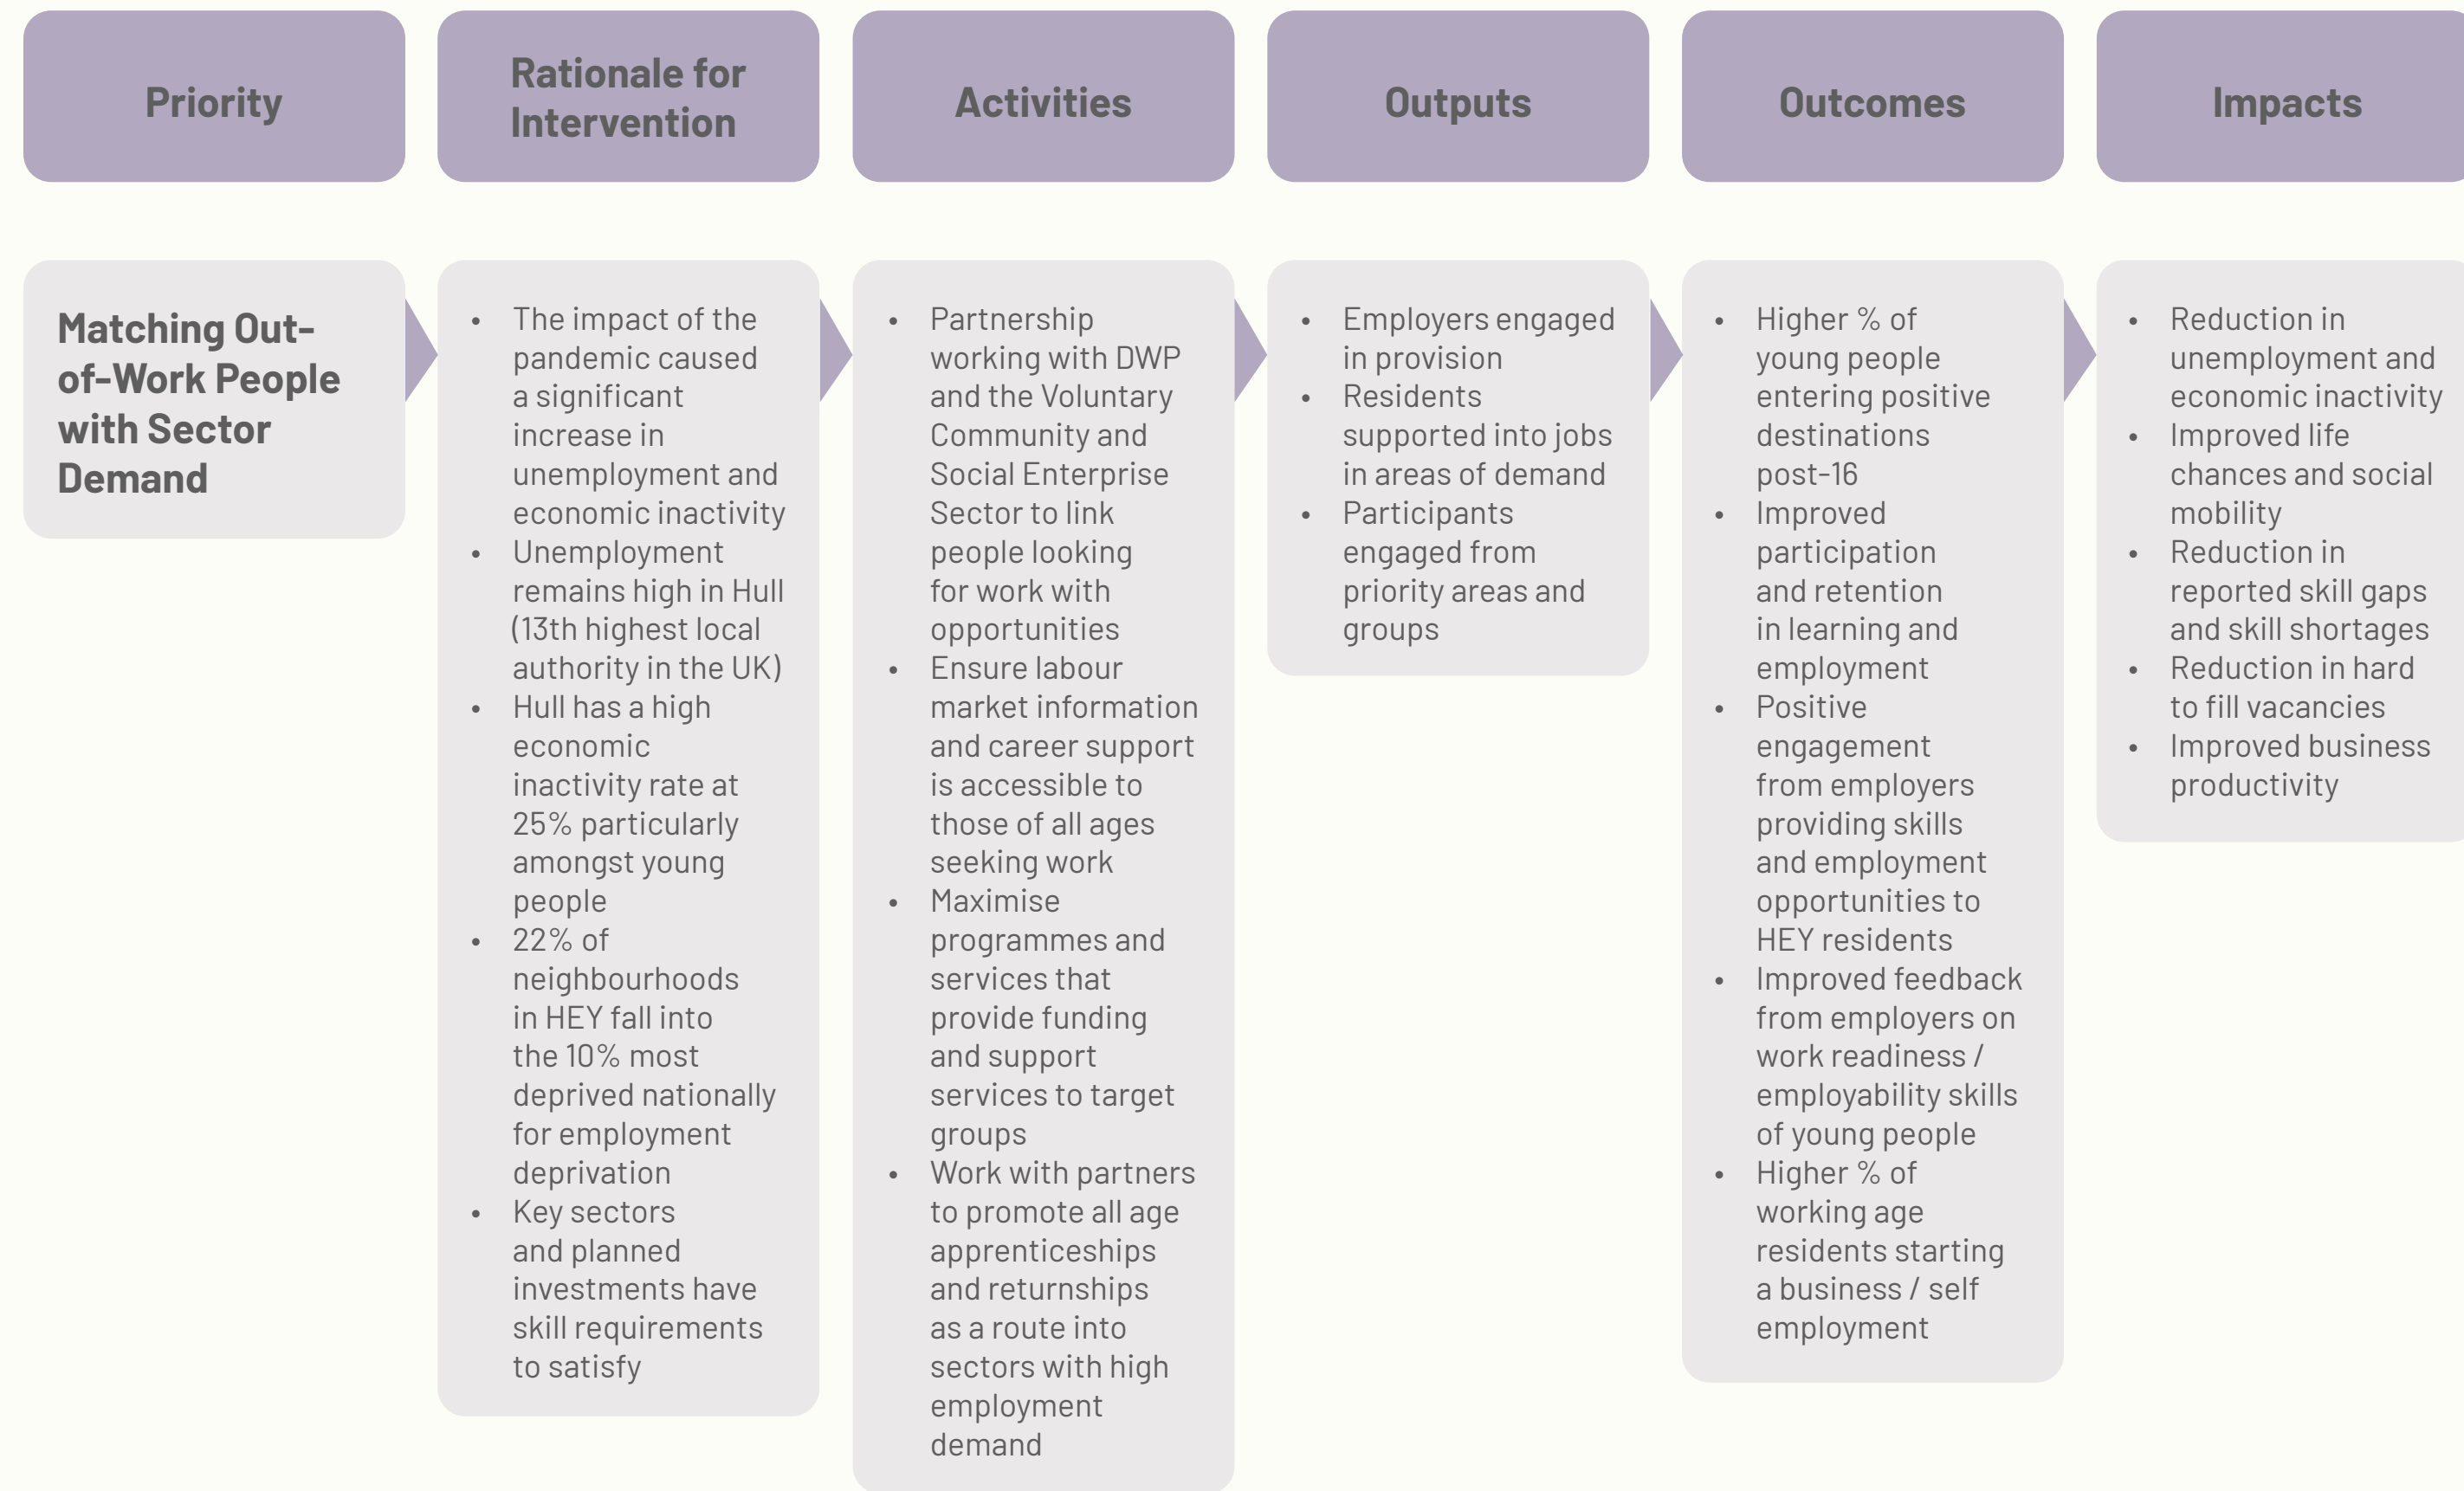 Priority
Rationale for
Intervention
Activities
Outputs
Outcomes
Impacts
Matching Out-
of-Work People
with Sector
Demand
• The impact of the
pandemic caused
a significant
increase in
unemployment and
economic inactivity
• Unemployment
remains high in Hull
(13th highest local
authority in the UK)
• Hull has a high
economic
inactivity rate at
25% particularly
amongst young
people
• 22% of
neighbourhoods
in HEY fall into
the 10% most
deprived nationally
for employment
deprivation
• Key sectors
and planned
investments have
skill requirements
to satisfy
• Partnership
working with DWP
and the Voluntary
Community and
Social Enterprise
Sector to link
people looking
for work with
opportunities
• Ensure labour
market information
and career support
is accessible to
those of all ages
seeking work
• Maximise
programmes and
services that
provide funding
and support
services to target
groups
• Work with partners
to promote all age
apprenticeships
and returnships
as a route into
sectors with high
employment
demand
• Employers engaged
in provision
• Residents
supported into jobs
in areas of demand
• Participants
engaged from
priority areas and
groups
• Higher % of
young people
entering positive
destinations
post-16
• Improved
participation
and retention
in learning and
employment
• Positive
engagement
from employers
providing skills
and employment
opportunities to
HEY residents
• Improved feedback
from employers on
work readiness /
employability skills
of young people
• Higher % of
working age
residents starting
a business / self
employment
• Reduction in
unemployment and
economic inactivity
• Improved life
chances and social
mobility
• Reduction in
reported skill gaps
and skill shortages
• Reduction in hard
to fill vacancies
• Improved business
productivity